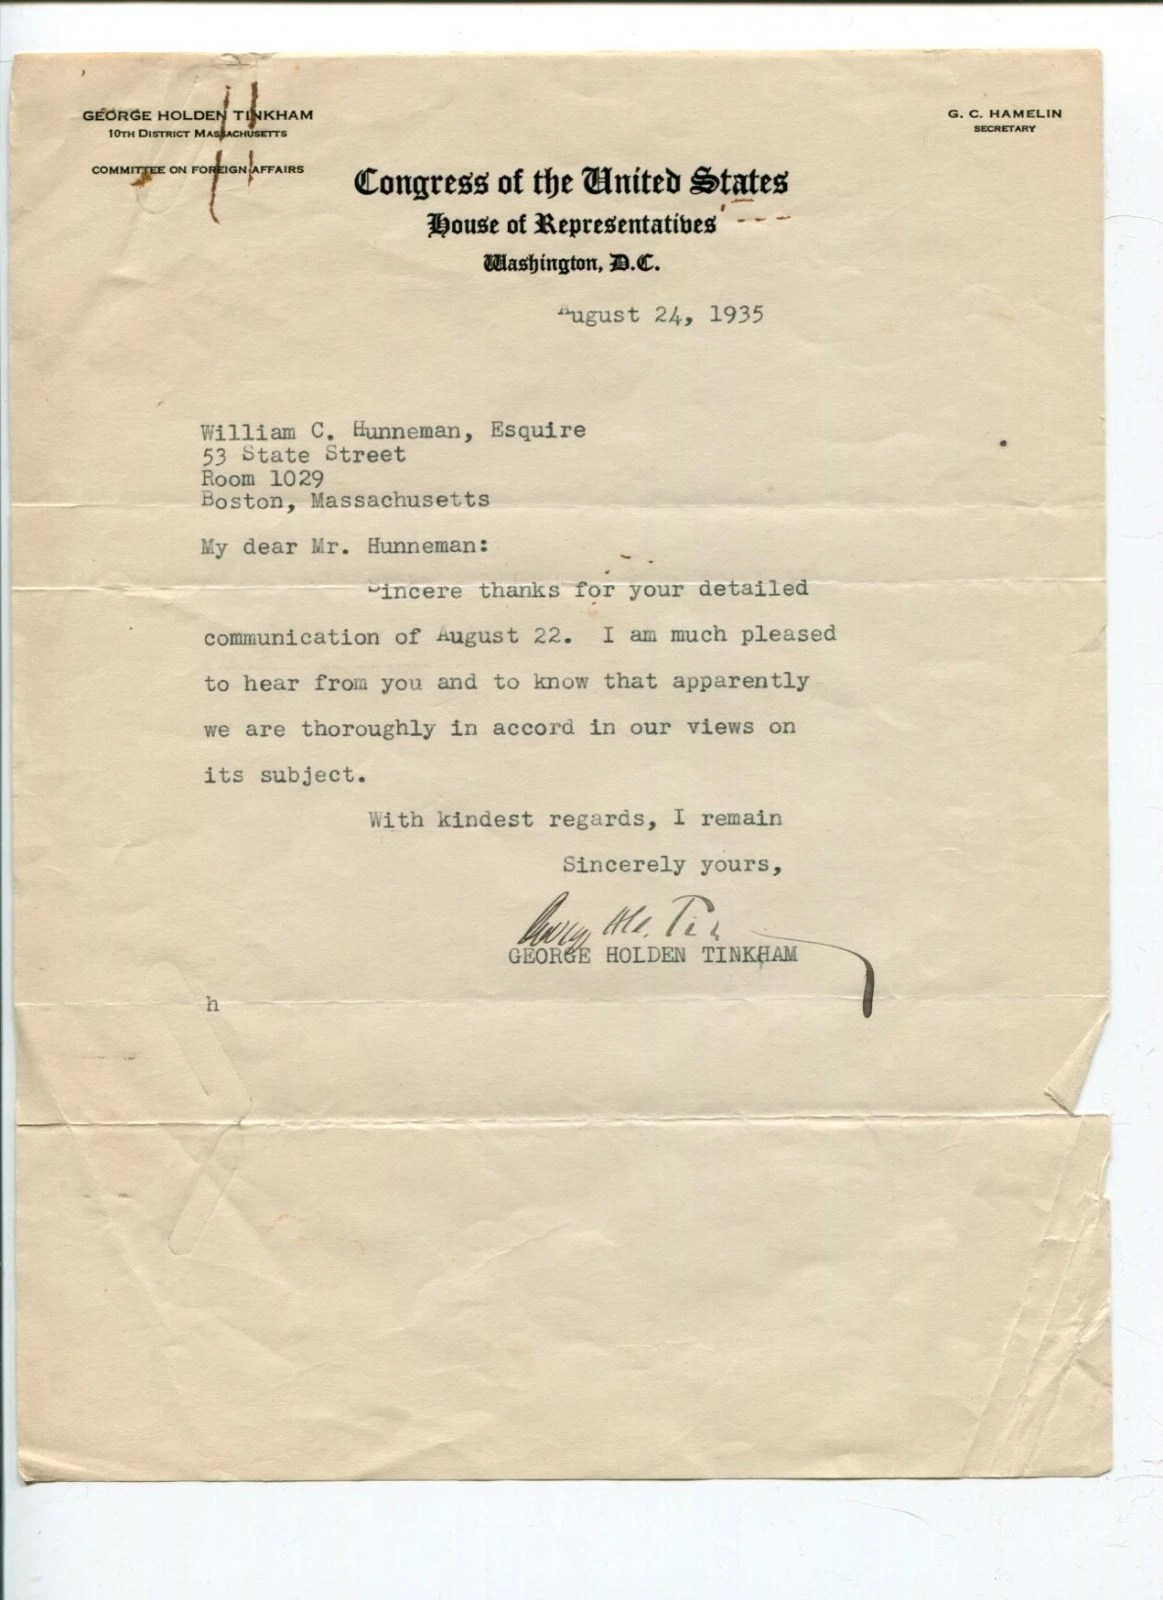 GEORGE HOLDEN TINKHAM
10TH DISTRICT MASSACHUSETTS
COMMITTEE ON FOREIGN AFFAIRS
G. C. HAMELIN
SECRETARY
Congress of the United States
House of Representatives
Washington, D.C.
August 24, 1935
William C. Hunneman, Esquire
53 State Street
Room 1029
Boston, Massachusetts
My dear Mr. Hunneman:
Sincere thanks for your detailed
communication of August 22. I am much pleased
to hear from you and to know that apparently
we are thoroughly in accord in our views on
its subject.
With kindest regards, I remain
Sincerely yours,
George Hol. Tin
GEORGE HOLDEN TINKHAM
h